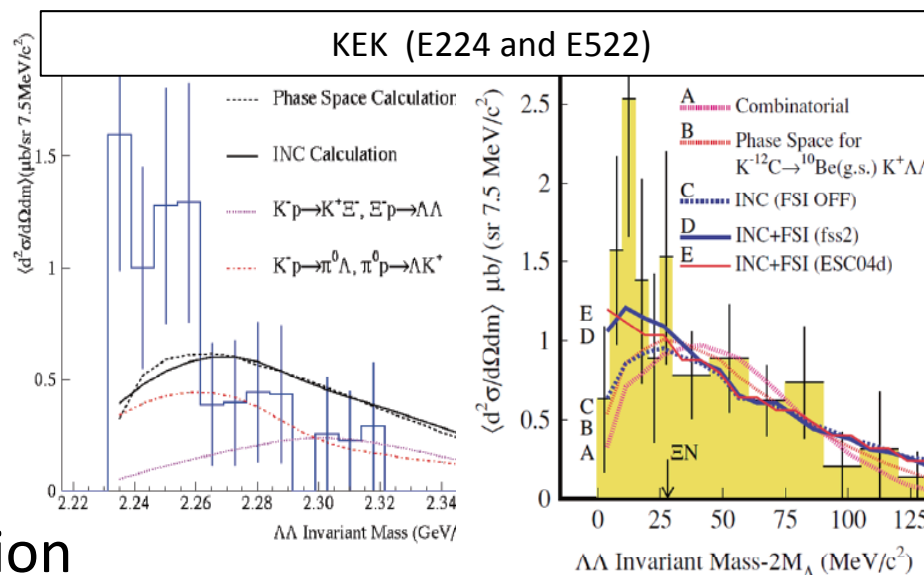 KEK (E224 and E522)
⟨d²σ/dΩdm⟩(μb/sr 7.5MeV/c²)
1.5
1
0.5
0
2.22 2.24 2.26 2.28 2.30 2.32 2.34
ΛΛ Invariant Mass (GeV/
Phase Space Calculation
INC Calculation
K⁻p→K⁺Ξ⁻, Ξ⁻p→ΛΛ
K⁻p→π⁰Λ, π⁰p→ΛK⁺
⟨d²σ/dΩdm⟩ μb/ (sr 7.5 MeV/c²)
2.5
2.0
1.5
1.0
0.5
0
A Combinatorial
B Phase Space for
K⁻¹²C→¹⁰Be(g.s.) K⁺ΛΛ
C INC (FSI OFF)
D INC+FSI (fss2)
E INC+FSI (ESC04d)
E
D
C
B
A
ΞN
0 25 50 75 100 125
ΛΛ Invariant Mass-2M_Λ (MeV/c²)
ion